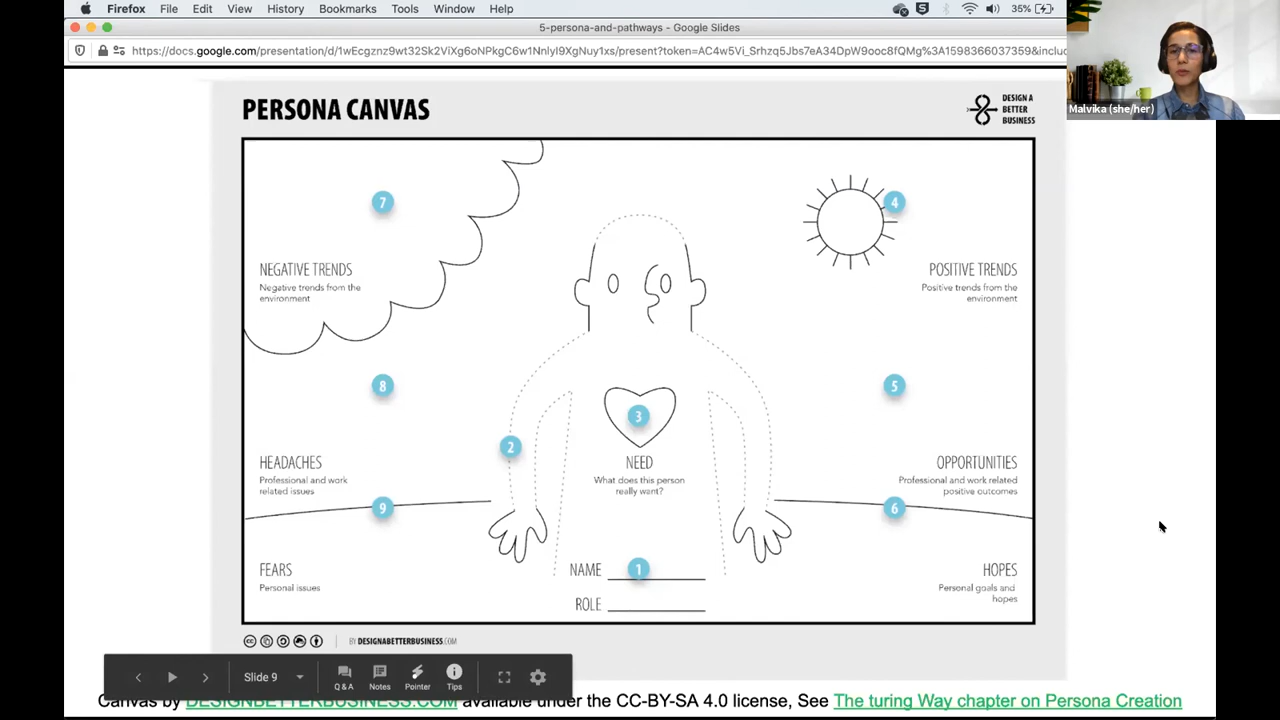 Firefox File Edit View History Bookmarks Tools Window Help 35%
5-persona-and-pathways - Google Slides
https://docs.google.com/presentation/d/1wEcgznz9wt32Sk2ViXg6oNPkgC6w1NnlyI9XgNuy1xs/present?token=AC4w5Vi_Srhzq5Jbs7eA34DpW9ooc8fQMg%3A1598366037359&inclu
Malvika (she/her)
PERSONA CANVAS
DESIGN A
BETTER
BUSINESS
7
4
NEGATIVE TRENDS
Negative trends from the
environment
POSITIVE TRENDS
Positive trends from the
environment
8
5
3
2
HEADACHES
Professional and work
related issues
NEED
What does this person
really want?
OPPORTUNITIES
Professional and work related
positive outcomes
9
6
FEARS
Personal issues
NAME 1
ROLE
HOPES
Personal goals and
hopes
BY DESIGNABETTERBUSINESS.COM
Slide 9
Q&A Notes Pointer Tips
Canvas by DESIGNBETTERBUSINESS.COM available under the CC-BY-SA 4.0 license, See The turing Way chapter on Persona Creation